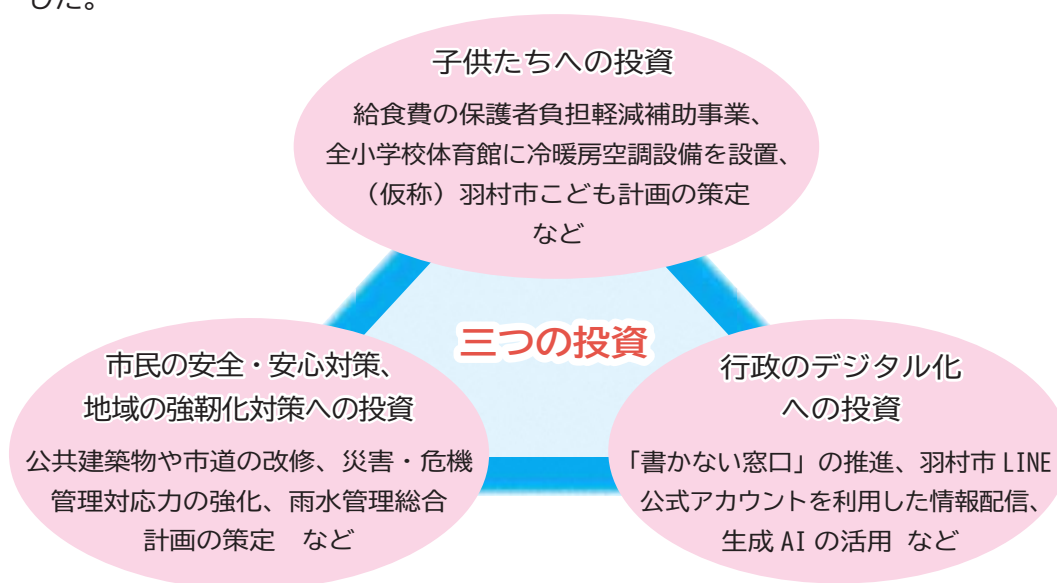 した。
子供たちへの投資
給食費の保護者負担軽減補助事業、
全小学校体育館に冷暖房空調設備を設置、
（仮称）羽村市こども計画の策定
など
三つの投資
市民の安全・安心対策、
地域の強靭化対策への投資
公共建築物や市道の改修、災害・危機
管理対応力の強化、雨水管理総合
計画の策定　など
行政のデジタル化
への投資
「書かない窓口」の推進、羽村市 LINE
公式アカウントを利用した情報配信、
生成 AI の活用 など